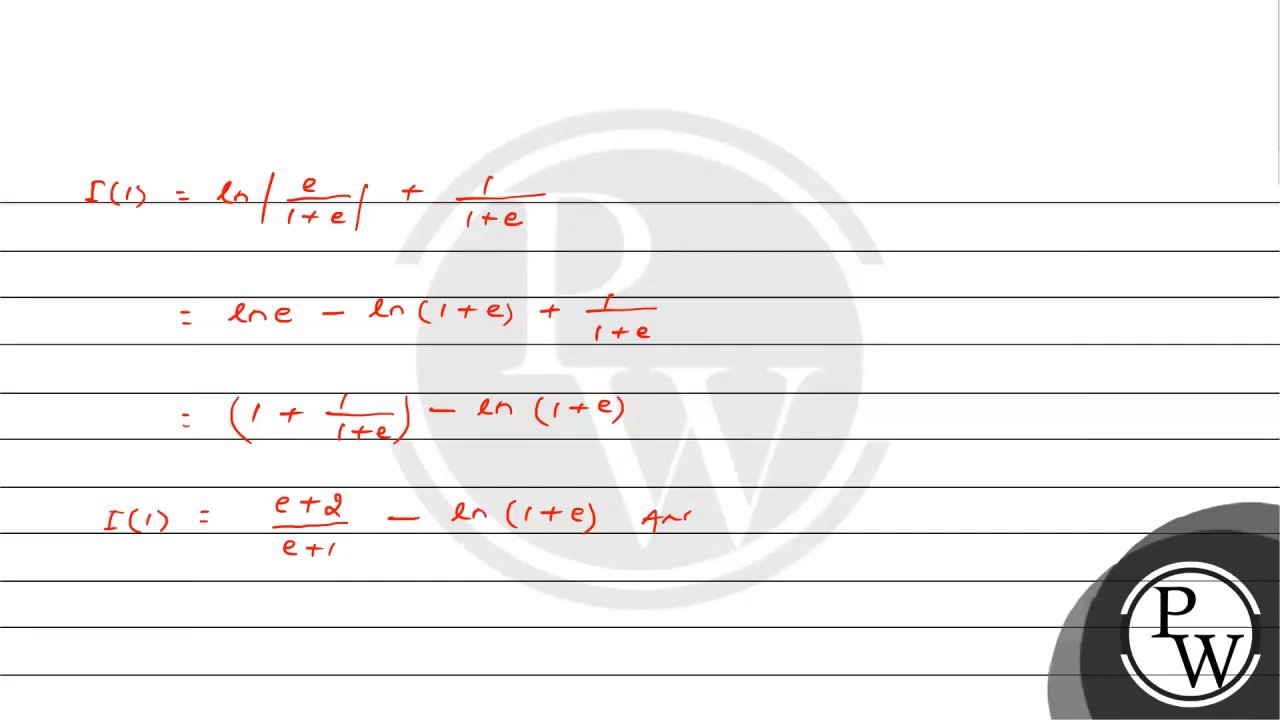 I(1) = ln|e/(1+e)| + 1/(1+e)
= ln e - ln(1+e) + 1/(1+e)
= (1 + 1/(1+e)) - ln(1+e)
I(1) = (e+2)/(e+1) - ln(1+e) Ans
PW
PW